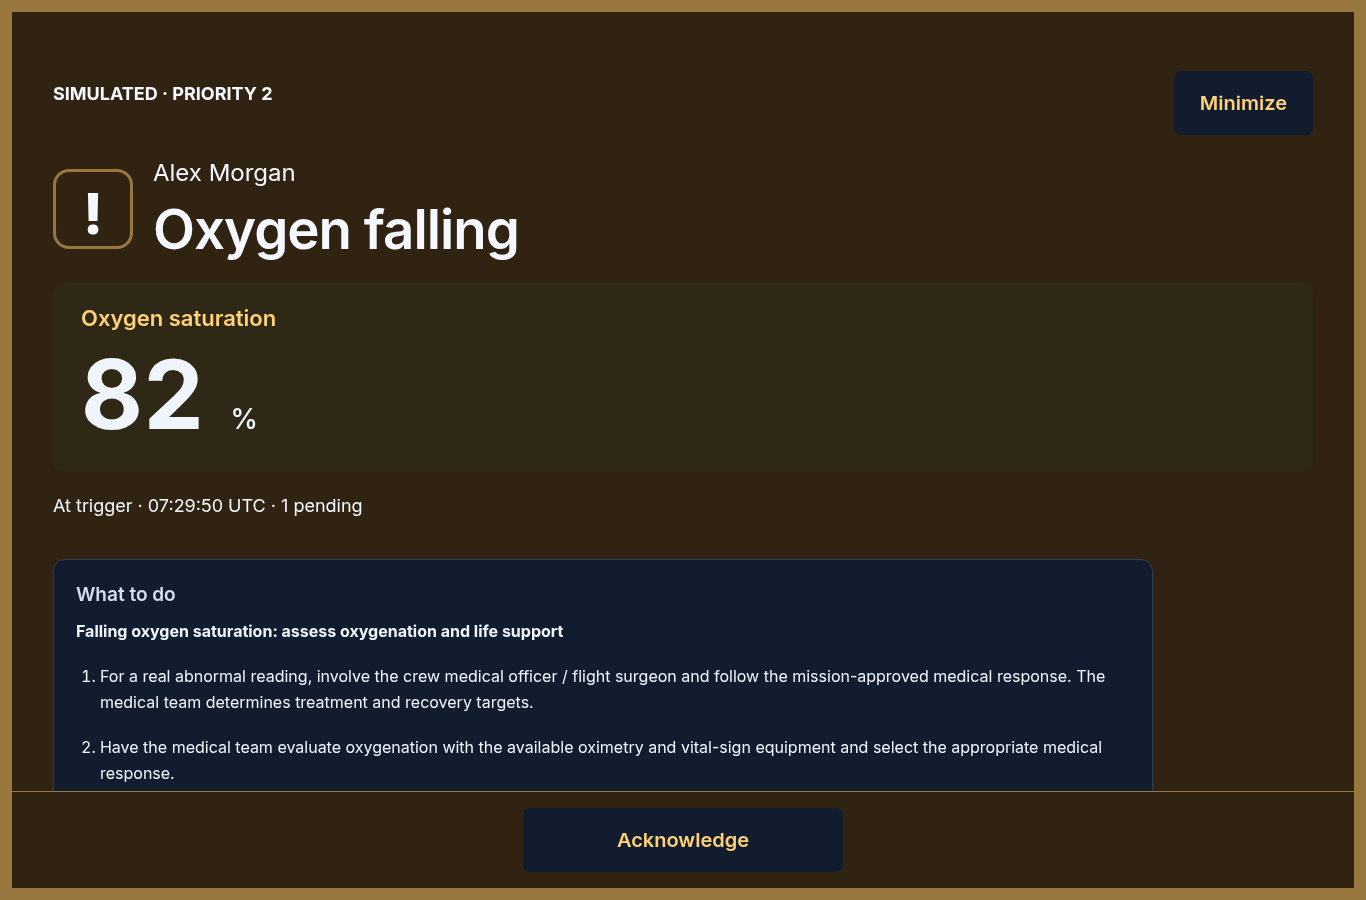 SIMULATED · PRIORITY 2
Minimize
!
Alex Morgan
Oxygen falling
Oxygen saturation
82 %
At trigger · 07:29:50 UTC · 1 pending
What to do
Falling oxygen saturation: assess oxygenation and life support
1. For a real abnormal reading, involve the crew medical officer / flight surgeon and follow the mission-approved medical response. The
medical team determines treatment and recovery targets.
2. Have the medical team evaluate oxygenation with the available oximetry and vital-sign equipment and select the appropriate medical
response.
Acknowledge